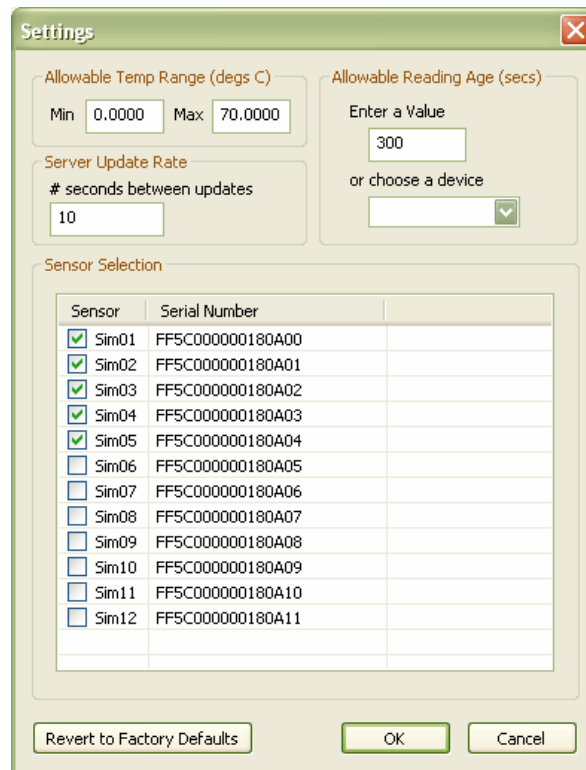 Settings
Allowable Temp Range (degs C)
Min 0.0000 Max 70.0000
Allowable Reading Age (secs)
Enter a Value
300
or choose a device
Server Update Rate
# seconds between updates
10
Sensor Selection
Sensor Serial Number
Sim01 FF5C000000180A00
Sim02 FF5C000000180A01
Sim03 FF5C000000180A02
Sim04 FF5C000000180A03
Sim05 FF5C000000180A04
Sim06 FF5C000000180A05
Sim07 FF5C000000180A06
Sim08 FF5C000000180A07
Sim09 FF5C000000180A08
Sim10 FF5C000000180A09
Sim11 FF5C000000180A10
Sim12 FF5C000000180A11
Revert to Factory Defaults OK Cancel